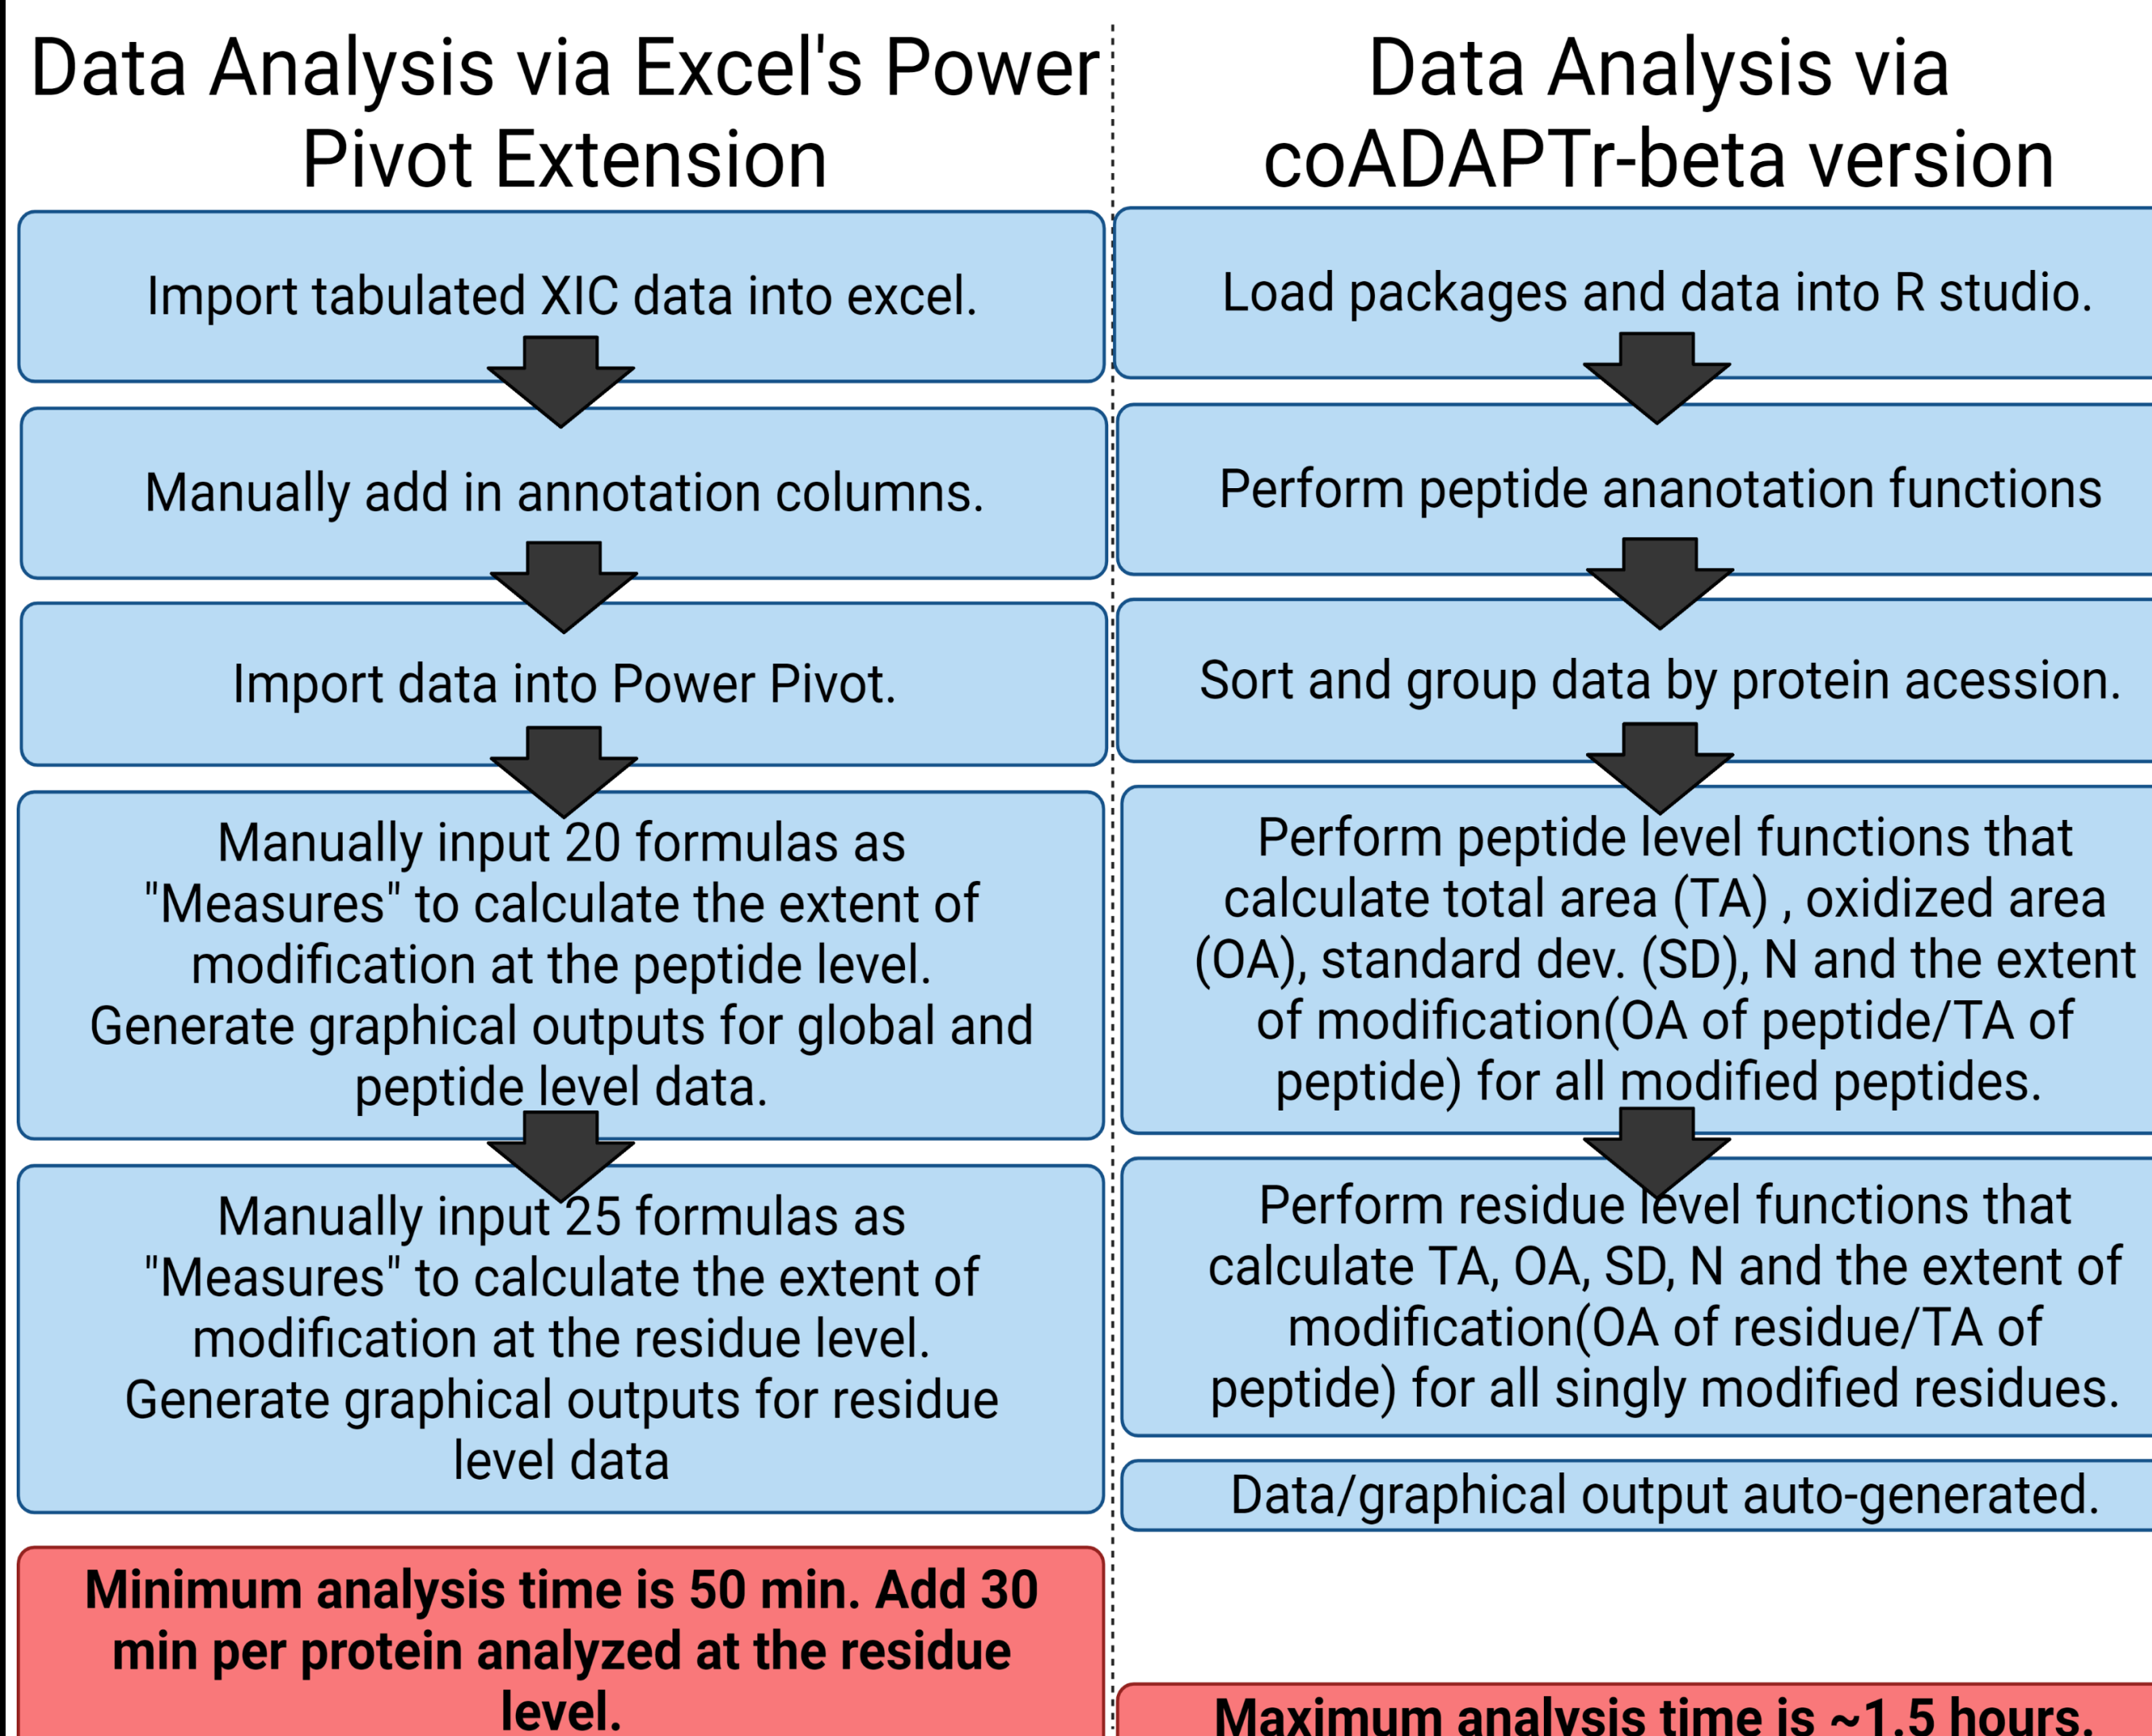 Data Analysis via Excel's Power
Pivot Extension
Import tabulated XIC data into excel.
Manually add in annotation columns.
Import data into Power Pivot.
Manually input 20 formulas as
"Measures" to calculate the extent of
modification at the peptide level.
Generate graphical outputs for global and
peptide level data.
Manually input 25 formulas as
"Measures" to calculate the extent of
modification at the residue level.
Generate graphical outputs for residue
level data
Minimum analysis time is 50 min. Add 30
min per protein analyzed at the residue
level.
Data Analysis via
coADAPTr-beta version
Load packages and data into R studio.
Perform peptide ananotation functions
Sort and group data by protein acession.
Perform peptide level functions that
calculate total area (TA) , oxidized area
(OA), standard dev. (SD), N and the extent
of modification(OA of peptide/TA of
peptide) for all modified peptides.
Perform residue level functions that
calculate TA, OA, SD, N and the extent of
modification(OA of residue/TA of
peptide) for all singly modified residues.
Data/graphical output auto-generated.
Maximum analysis time is ~1.5 hours.